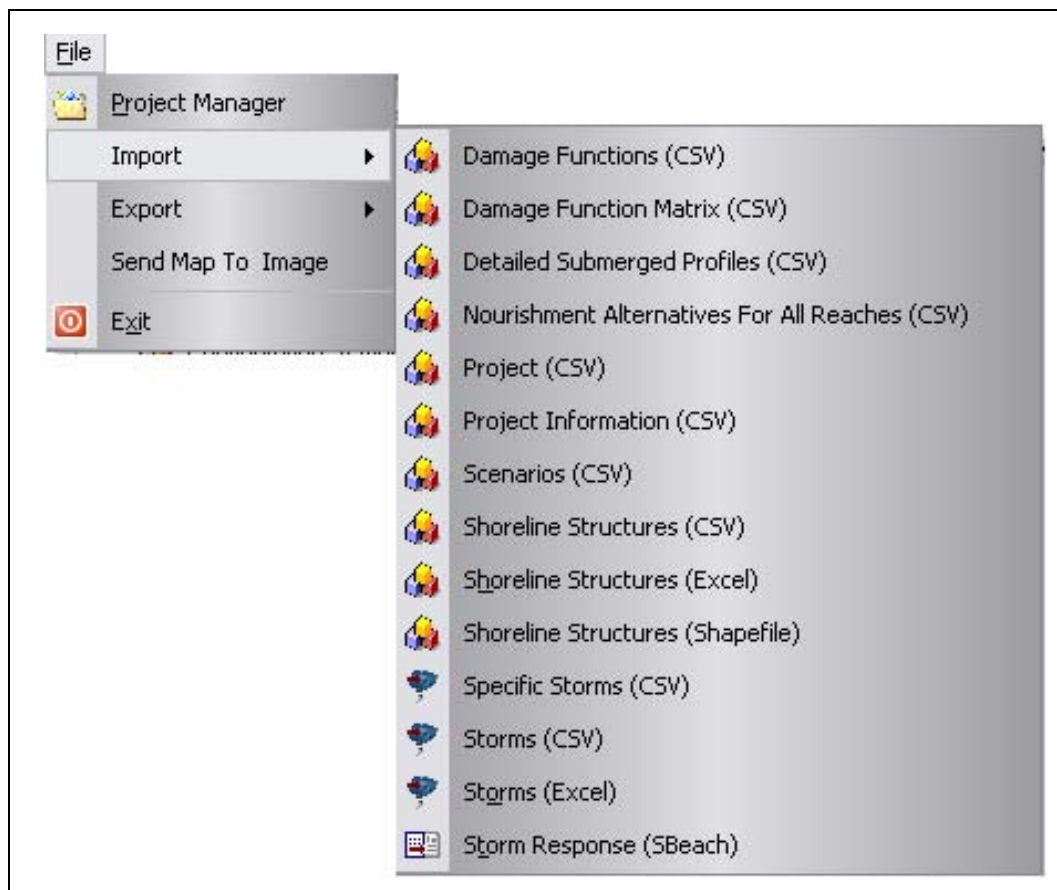 File
Project Manager
Import
Export
Send Map To Image
Exit
Damage Functions (CSV)
Damage Function Matrix (CSV)
Detailed Submerged Profiles (CSV)
Nourishment Alternatives For All Reaches (CSV)
Project (CSV)
Project Information (CSV)
Scenarios (CSV)
Shoreline Structures (CSV)
Shoreline Structures (Excel)
Shoreline Structures (Shapefile)
Specific Storms (CSV)
Storms (CSV)
Storms (Excel)
Storm Response (SBeach)